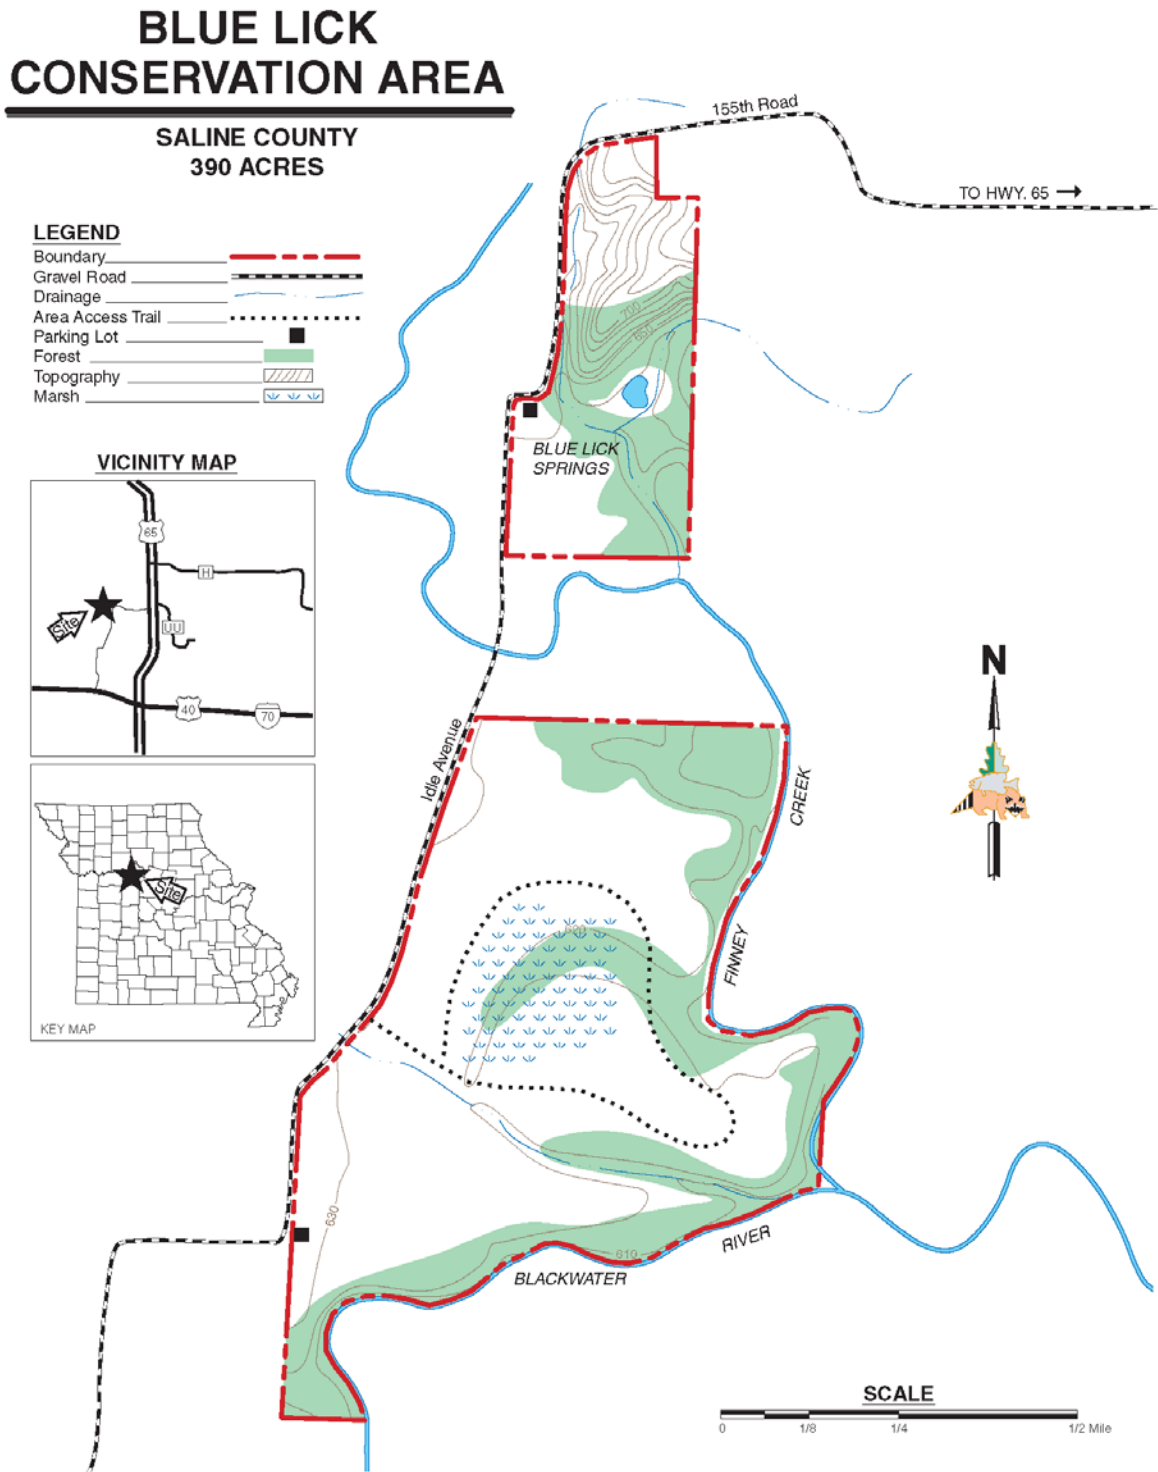 BLUE LICK
CONSERVATION AREA
SALINE COUNTY
390 ACRES
155th Road
TO HWY. 65
LEGEND
Boundary
Gravel Road
Drainage
Area Access Trail
Parking Lot
Forest
Topography
Marsh
700
650
BLUE LICK
SPRINGS
VICINITY MAP
65
H
Site
UU
40
70
N
Idle Avenue
CREEK
FINNEY
620
Site
KEY MAP
630
610
RIVER
BLACKWATER
SCALE
0 1/8 1/4 1/2 Mile